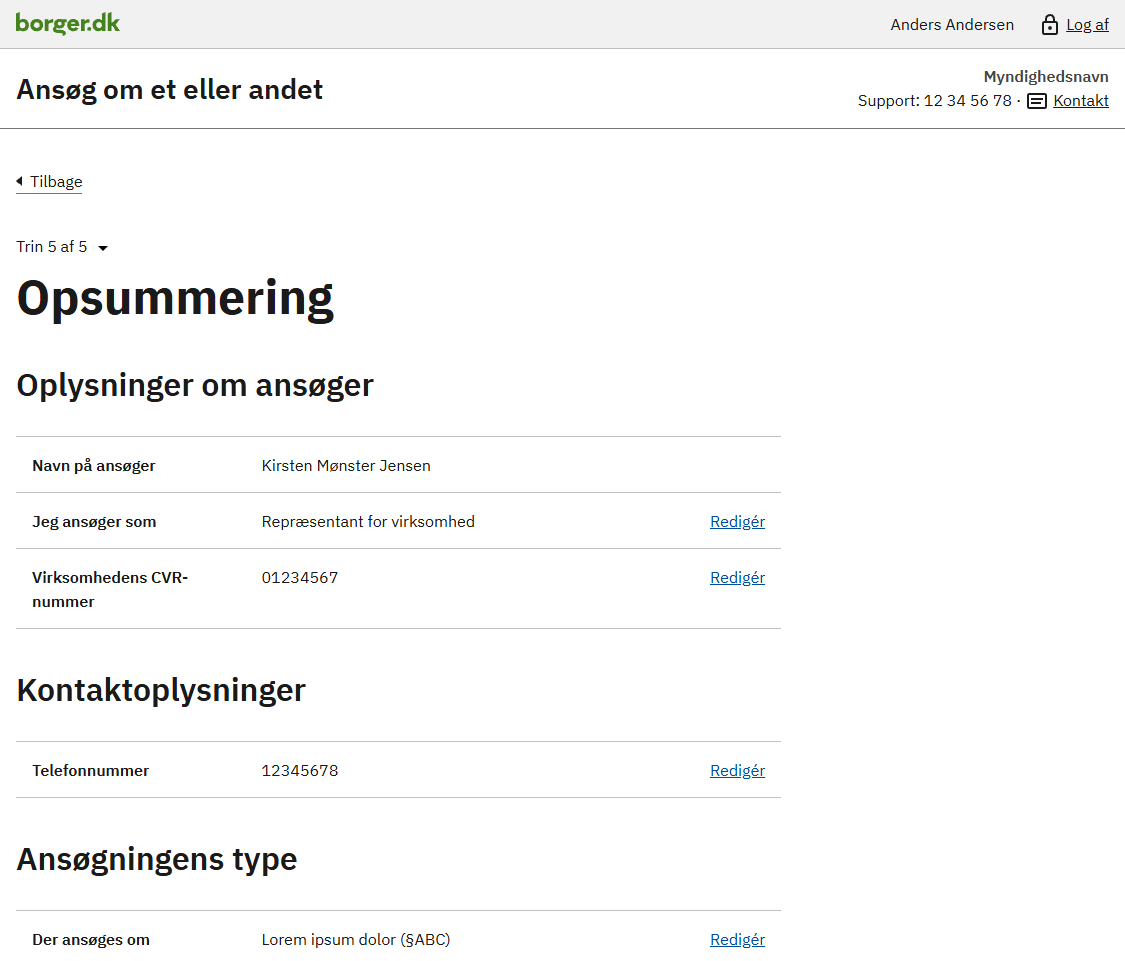 borger.dk
Anders Andersen Log af
Ansøg om et eller andet
Myndighedsnavn
Support: 12 34 56 78 · Kontakt
Tilbage
Trin 5 af 5
Opsummering
Oplysninger om ansøger
Navn på ansøger Kirsten Mønster Jensen
Jeg ansøger som Repræsentant for virksomhed Redigér
Virksomhedens CVR- 01234567 Redigér
nummer
Kontaktoplysninger
Telefonnummer 12345678 Redigér
Ansøgningens type
Der ansøges om Lorem ipsum dolor (§ABC) Redigér